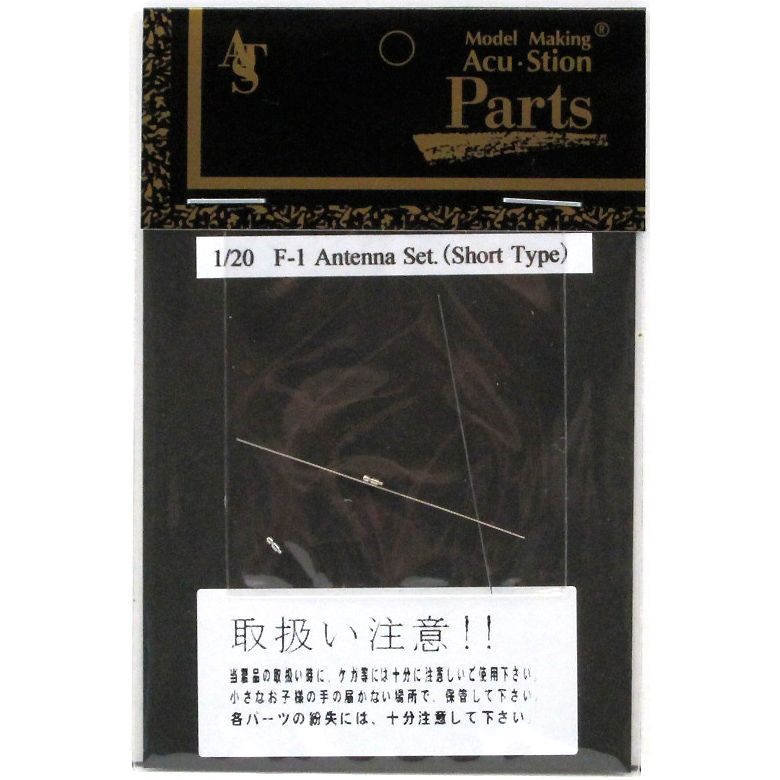 ATS
Model Making®
Acu·Stion
Parts
1/20 F-1 Antenna Set.(Short Type)
取扱い注意!!
当製品の取扱い時に、ケガ等には十分に注意しいご使用下さい。
小さなお子様の手の届かない場所で、保管して下さい。
各パーツの紛失には、十分注意して下さい。